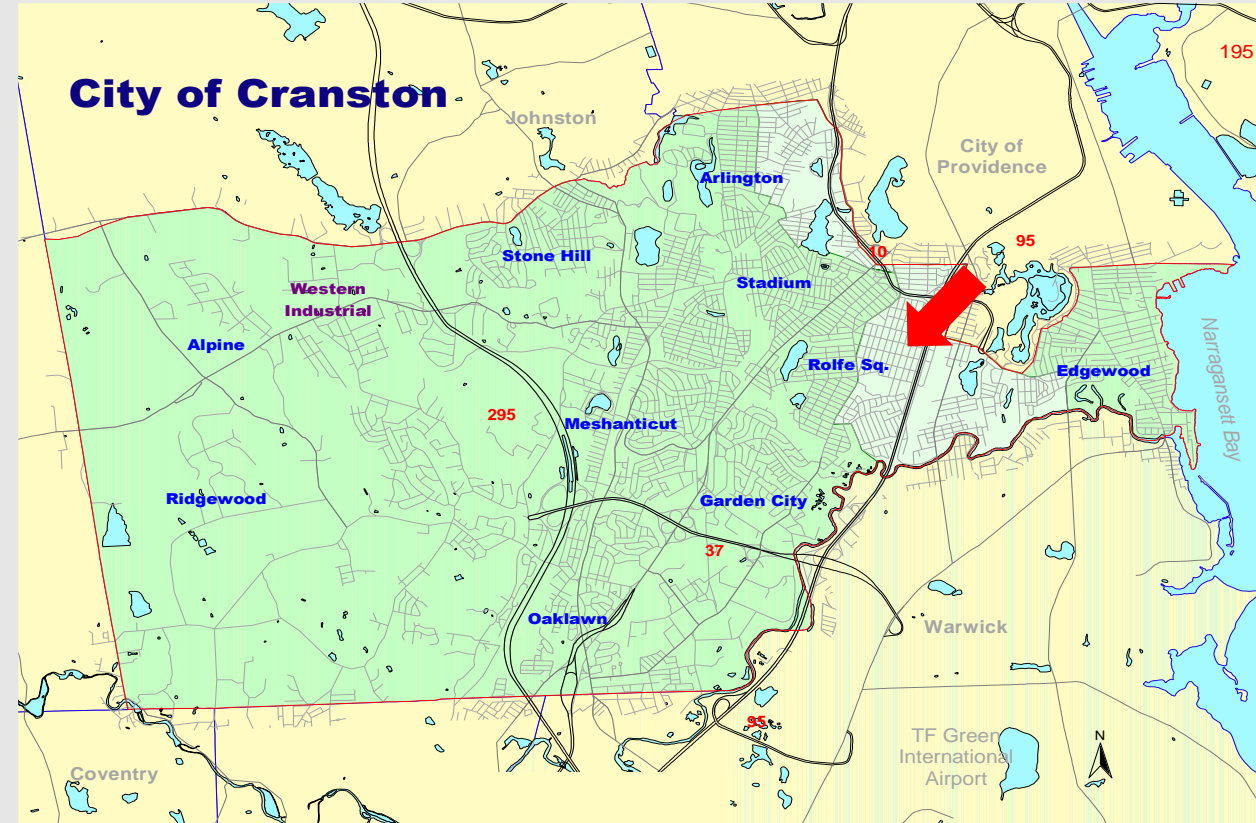 195
City of Cranston
Johnston
City of
Providence
Arlington
95
10
Stone Hill
Stadium
Western
Industrial
Alpine
Narragansett Bay
Rolfe Sq.
Edgewood
295
Meshanticut
Ridgewood
Garden City
37
Oaklawn
Warwick
95
TF Green
International
Airport
N
Coventry